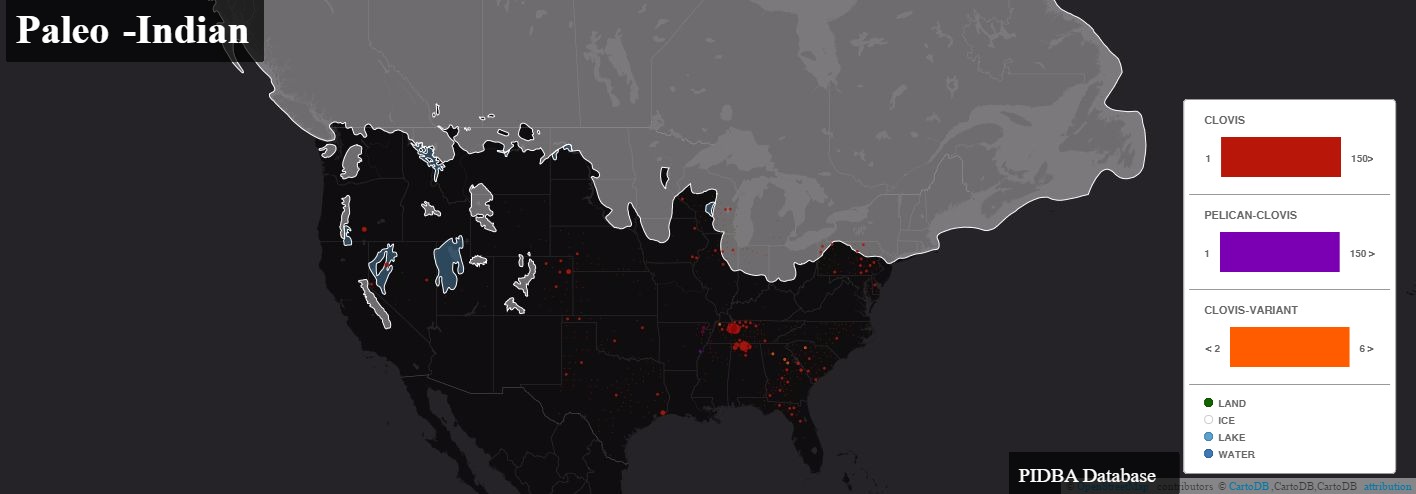 Paleo -Indian
CLOVIS
1 150>
PELICAN-CLOVIS
1 150 >
CLOVIS-VARIANT
< 2 6 >
LAND
ICE
LAKE
WATER
PIDBA Database
contributors © CartoDB ,CartoDB,CartoDB attribution